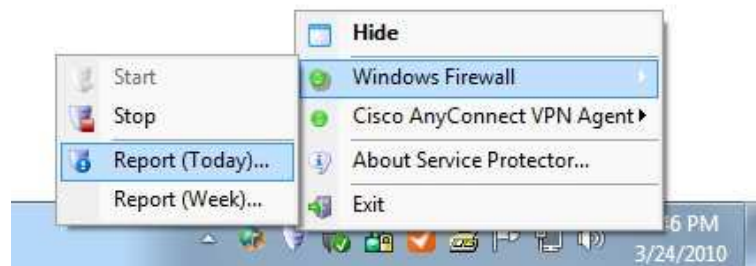 Hide
Windows Firewall
Cisco AnyConnect VPN Agent
About Service Protector...
Exit
Start
Stop
Report (Today)...
Report (Week)...
PM
3/24/2010